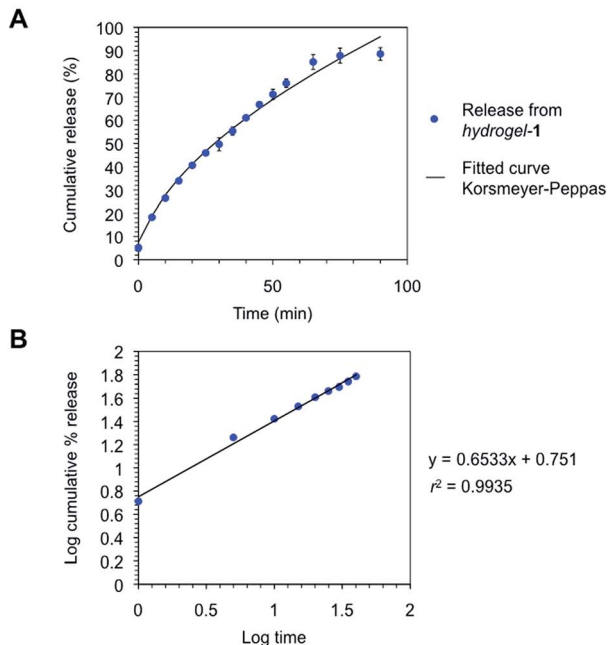 A
Cumulative release (%)
100
90
80
70
60
50
40
30
20
10
0
0
50
100
Time (min)
Release from
hydrogel-1
Fitted curve
Korsmeyer-Peppas
B
Log cumulative % release
2
1.8
1.6
1.4
1.2
1
0.8
0.6
0.4
0.2
0
0
0.5
1
1.5
2
Log time
y = 0.6533x + 0.751
r² = 0.9935